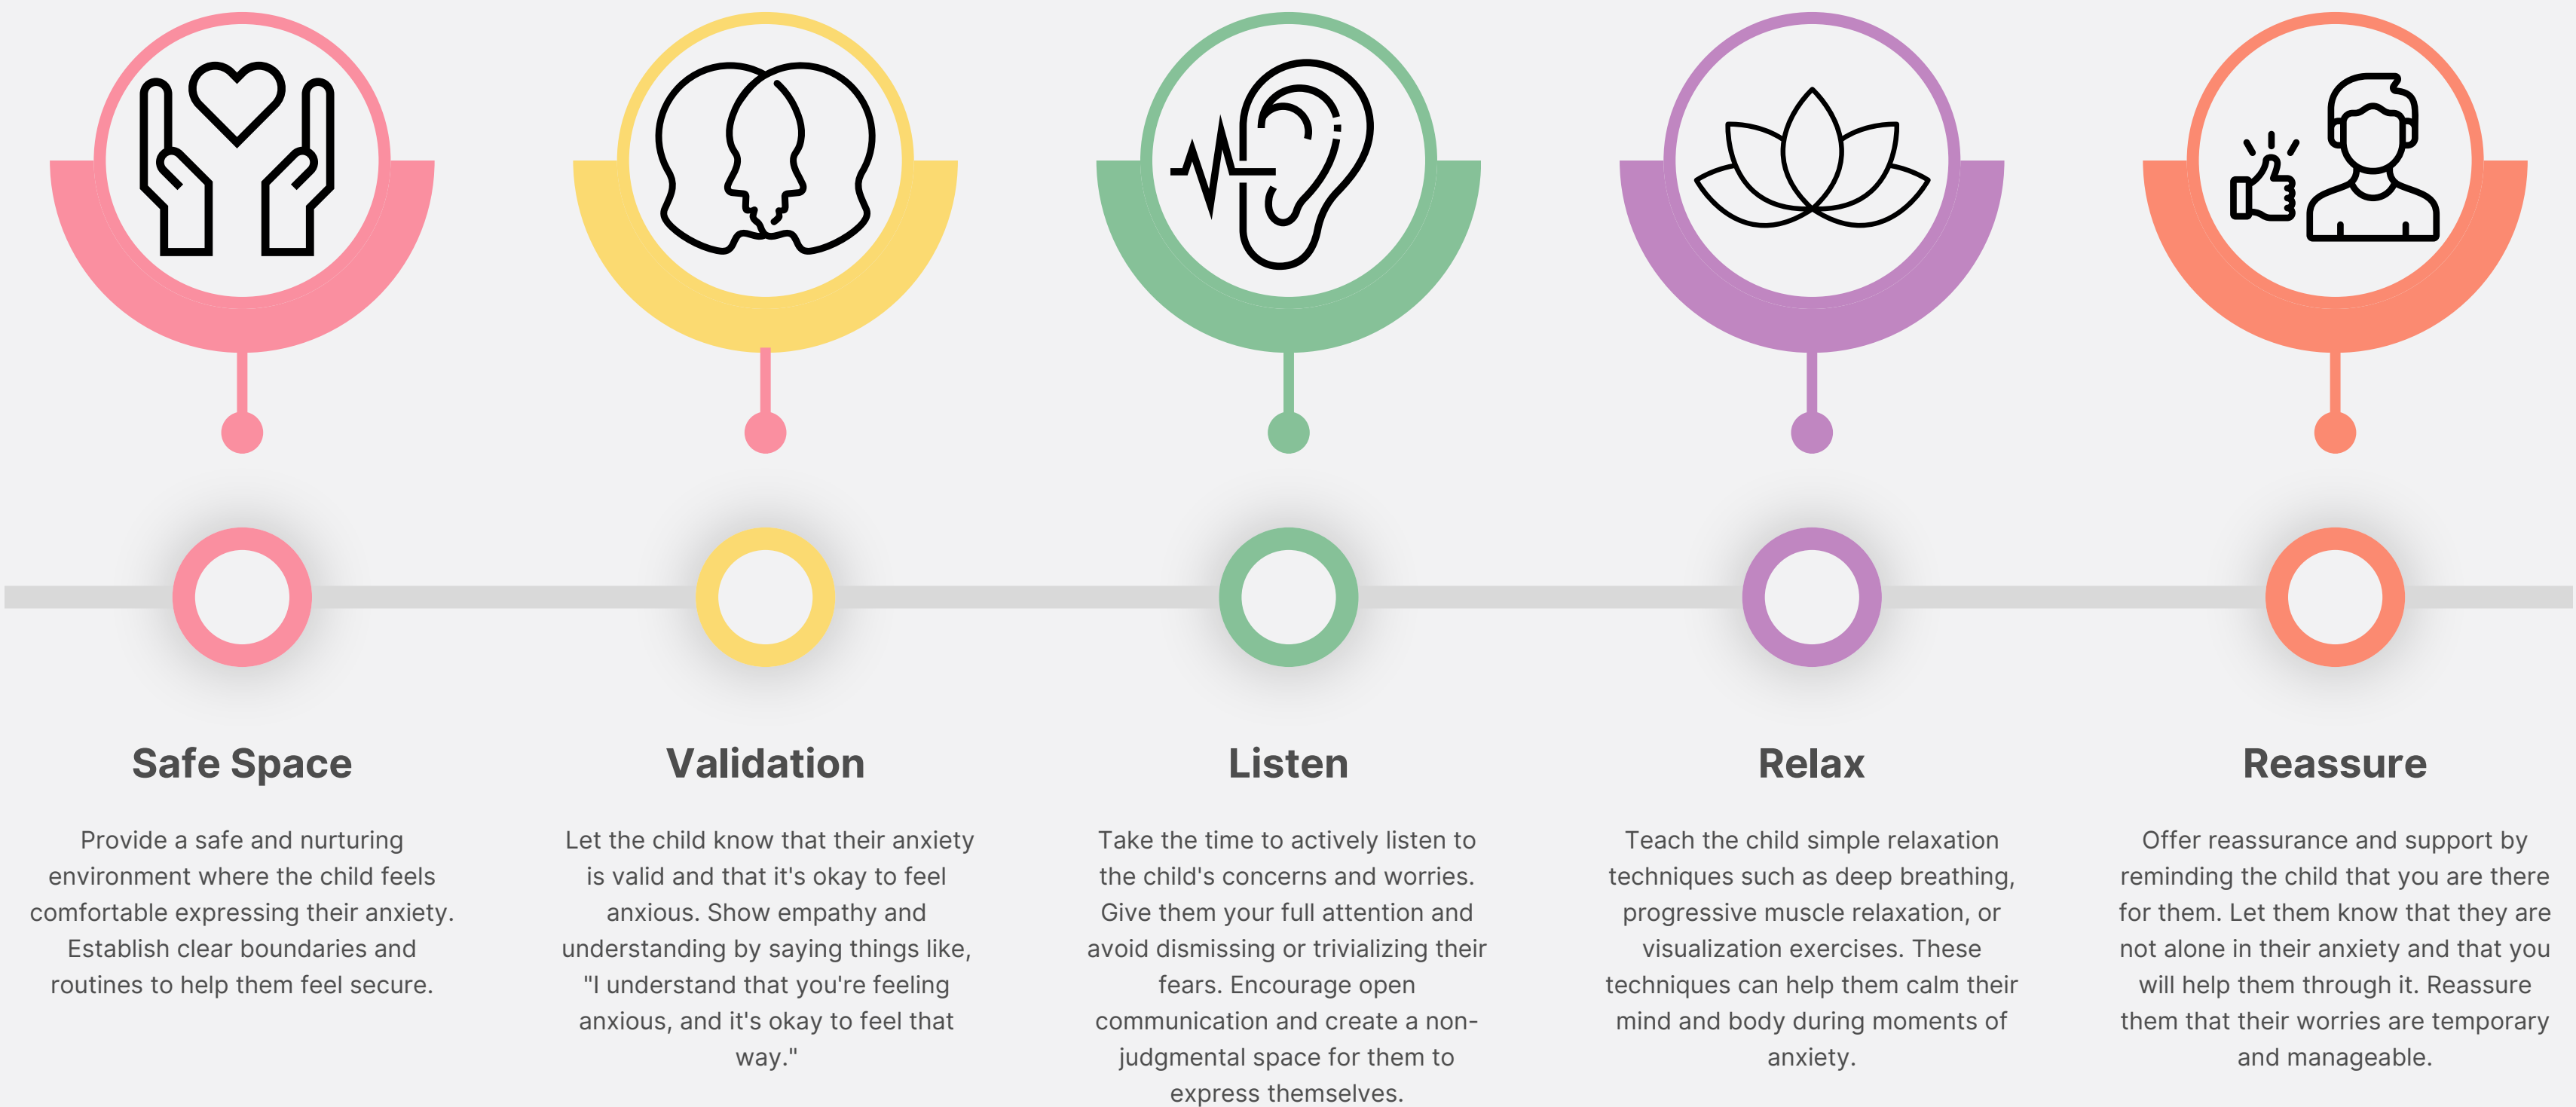 Safe Space
Provide a safe and nurturing
environment where the child feels
comfortable expressing their anxiety.
Establish clear boundaries and
routines to help them feel secure.
Validation
Let the child know that their anxiety
is valid and that it's okay to feel
anxious. Show empathy and
understanding by saying things like,
"I understand that you're feeling
anxious, and it's okay to feel that
way."
Listen
Take the time to actively listen to
the child's concerns and worries.
Give them your full attention and
avoid dismissing or trivializing their
fears. Encourage open
communication and create a non-
judgmental space for them to
express themselves.
Relax
Teach the child simple relaxation
techniques such as deep breathing,
progressive muscle relaxation, or
visualization exercises. These
techniques can help them calm their
mind and body during moments of
anxiety.
Reassure
Offer reassurance and support by
reminding the child that you are there
for them. Let them know that they are
not alone in their anxiety and that you
will help them through it. Reassure
them that their worries are temporary
and manageable.